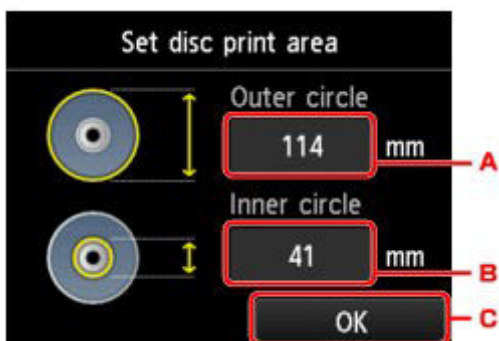 Set disc print area
Outer circle
114 mm A
Inner circle
41 mm B
OK C